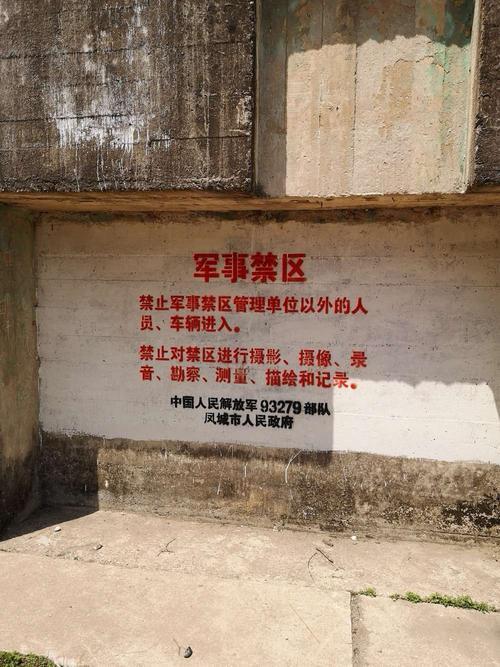 军事禁区
禁止军事禁区管理单位以外的人
员、车辆进入。
禁止对禁区进行摄影、摄像、录
音、勘察、测量、描绘和记录。
中国人民解放军93279部队
凤城市人民政府